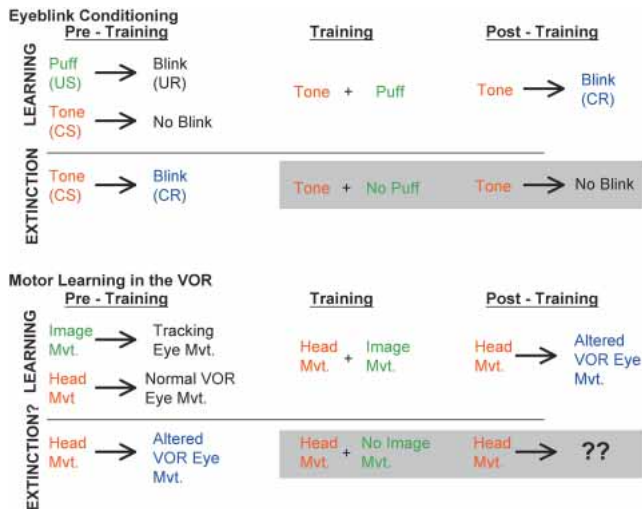 Eyeblink Conditioning
Pre - Training Training Post - Training
LEARNING
Puff (US) Blink (UR)
Tone (CS) No Blink
Tone + Puff
Tone Blink (CR)
EXTINCTION
Tone (CS) Blink (CR)
Tone + No Puff
Tone No Blink
Motor Learning in the VOR
Pre - Training Training Post - Training
LEARNING
Image Mvt. Tracking Eye Mvt.
Head Mvt Normal VOR Eye Mvt.
Head Mvt. + Image Mvt.
Head Mvt. Altered VOR Eye Mvt.
EXTINCTION?
Head Mvt. Altered VOR Eye Mvt.
Head Mvt. + No Image Mvt.
Head Mvt. ??